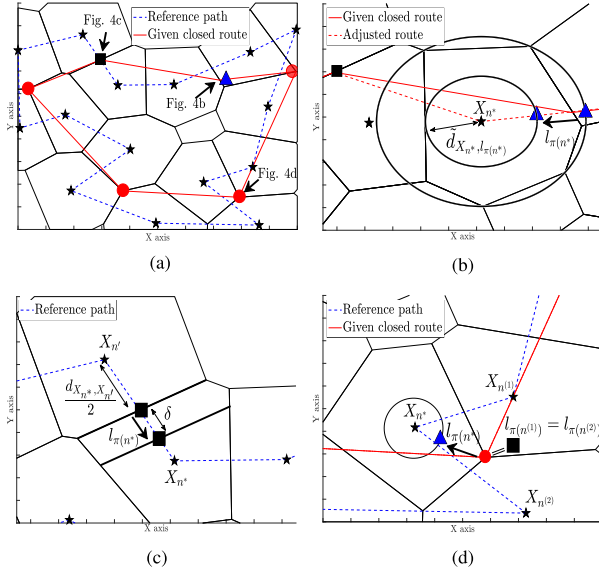 Fig. 4c
Reference path
Given closed route
Fig. 4b
Fig. 4d
Y axis
X axis
(a)
Given closed route
Adjusted route
X_{n^*}
\tilde{d}_{X_{n^*}, l_{\pi(n^*)}}
l_{\pi(n^*)}
Y axis
X axis
(b)
Reference path
X_{n'}
\frac{d_{X_{n^*}, X_{n'}}}{2}
δ
l_{\pi(n^*)}
X_{n^*}
Y axis
X axis
(c)
Reference path
Given closed route
X_{n^{(1)}}
X_{n^*}
l_{\pi(n^*)}
l_{\pi(n^{(1)})} = l_{\pi(n^{(2)})}
X_{n^{(2)}}
Y axis
X axis
(d)